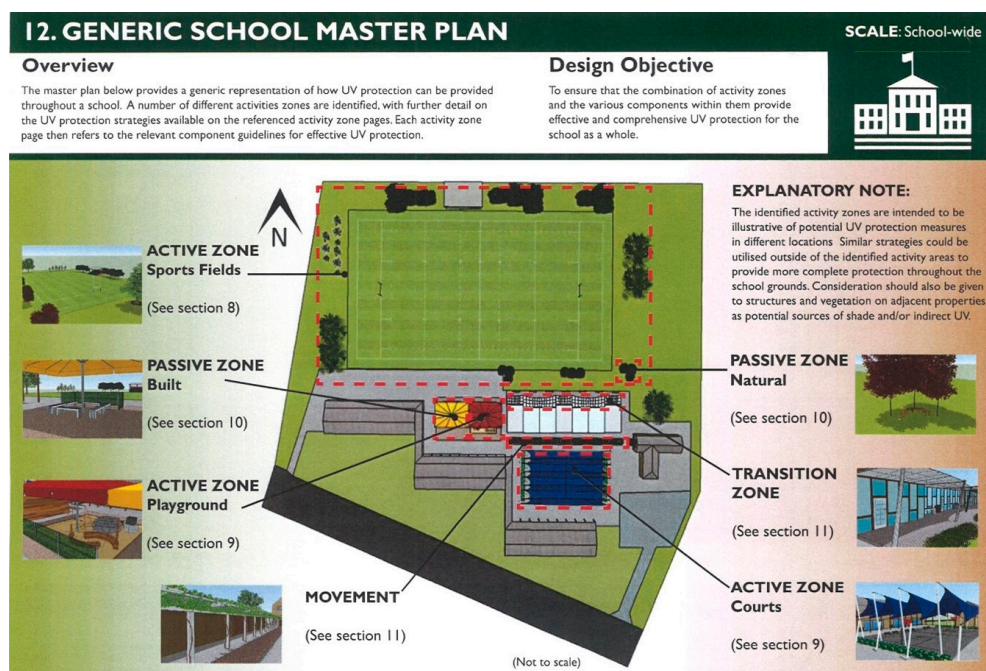 12. GENERIC SCHOOL MASTER PLAN
SCALE: School-wide
Overview
The master plan below provides a generic representation of how UV protection can be provided
throughout a school. A number of different activities zones are identified, with further detail on
the UV protection strategies available on the referenced activity zone pages. Each activity zone
page then refers to the relevant component guidelines for effective UV protection.
Design Objective
To ensure that the combination of activity zones
and the various components within them provide
effective and comprehensive UV protection for the
school as a whole.
N
EXPLANATORY NOTE:
The identified activity zones are intended to be
illustrative of potential UV protection measures
in different locations Similar strategies could be
utilised outside of the identified activity areas to
provide more complete protection throughout the
school grounds. Consideration should also be given
to structures and vegetation on adjacent properties
as potential sources of shade and/or indirect UV.
ACTIVE ZONE
Sports Fields
(See section 8)
PASSIVE ZONE
Built
(See section 10)
ACTIVE ZONE
Playground
(See section 9)
MOVEMENT
(See section 11)
PASSIVE ZONE
Natural
(See section 10)
TRANSITION
ZONE
(See section 11)
ACTIVE ZONE
Courts
(See section 9)
(Not to scale)